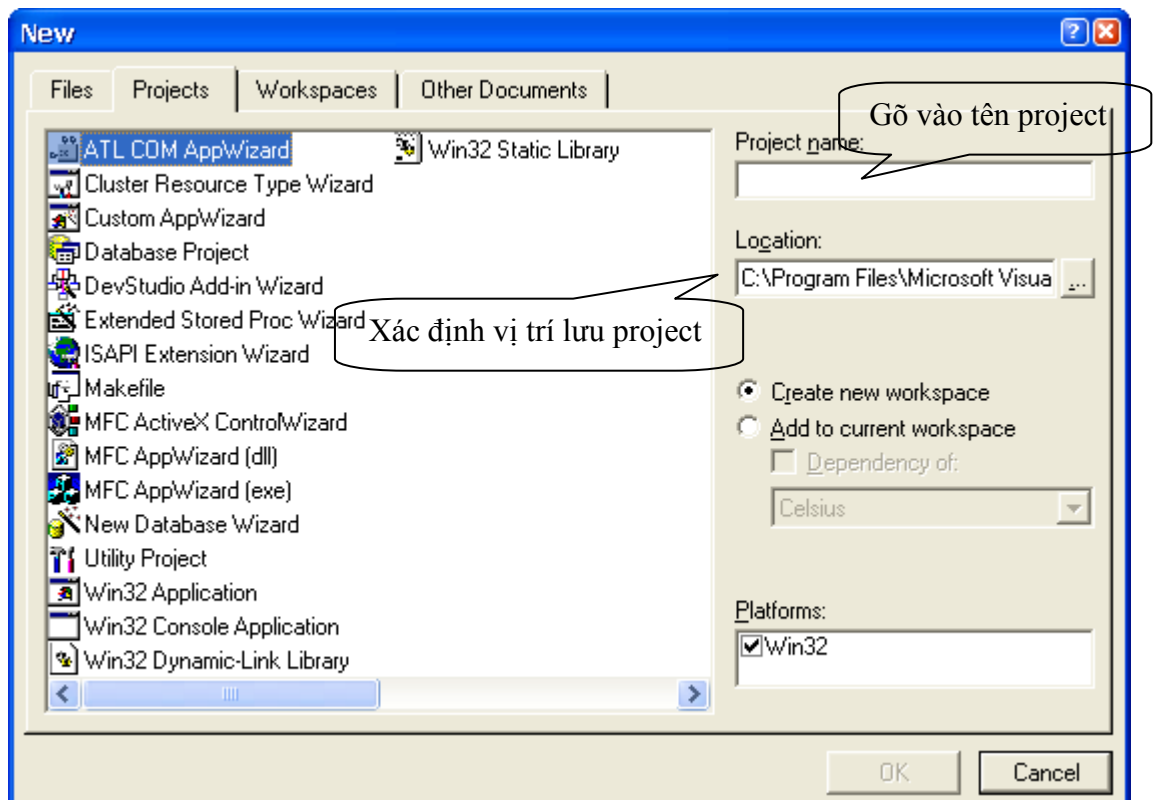 New
Files Projects Workspaces Other Documents
Gõ vào tên project
ATL COM AppWizard
Cluster Resource Type Wizard
Custom AppWizard
Database Project
DevStudio Add-in Wizard
Extended Stored Proc Wizard
ISAPI Extension Wizard
Makefile
MFC ActiveX ControlWizard
MFC AppWizard (dll)
MFC AppWizard (exe)
New Database Wizard
Utility Project
Win32 Application
Win32 Console Application
Win32 Dynamic-Link Library
Win32 Static Library
Project name:
Location:
C:\Program Files\Microsoft Visua ...
Xác định vị trí lưu project
Create new workspace
Add to current workspace
Dependency of:
Celsius
Platforms:
Win32
OK Cancel